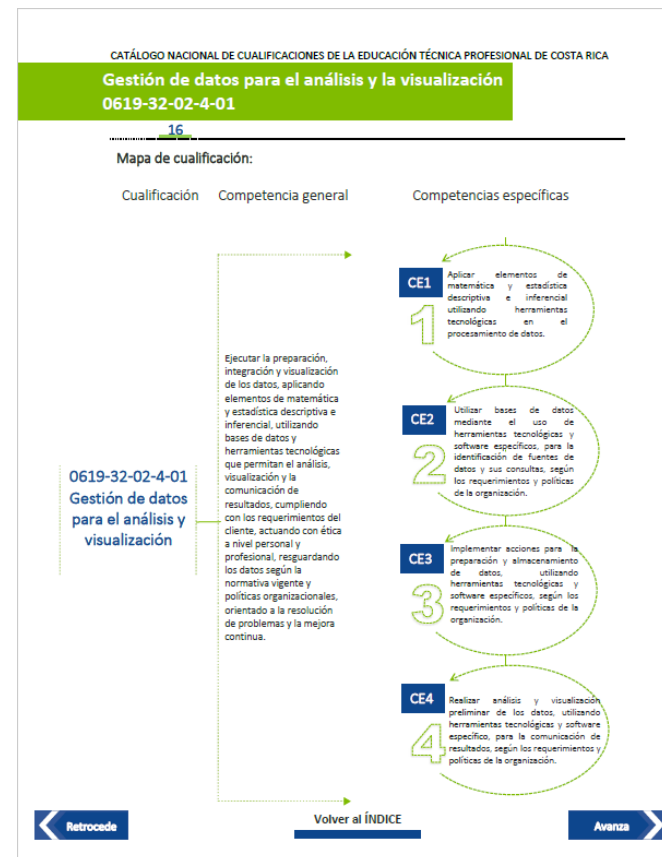 CATÁLOGO NACIONAL DE CUALIFICACIONES DE LA EDUCACIÓN TÉCNICA PROFESIONAL DE COSTA RICA
Gestión de datos para el análisis y la visualización
0619-32-02-4-01
16
Mapa de cualificación:
Cualificación
Competencia general
Competencias específicas
0619-32-02-4-01
Gestión de datos
para el análisis y
visualización
Ejecutar la preparación,
integración y visualización
de los datos, aplicando
elementos de matemática
y estadística descriptiva e
inferencial, utilizando
bases de datos y
herramientas tecnológicas
que permitan el análisis,
visualización y la
comunicación de
resultados, cumpliendo
con los requerimientos del
cliente, actuando con ética
a nivel personal y
profesional, resguardando
los datos según la
normativa vigente y
políticas organizacionales,
orientado a la resolución
de problemas y la mejora
continua.
CE1
1
Aplicar elementos de
matemática y estadística
descriptiva e inferencial
utilizando herramientas
tecnológicas en el
procesamiento de datos.
CE2
2
Utilizar bases de datos
mediante el uso de
herramientas tecnológicas y
software específicos, para la
identificación de fuentes de
datos y sus consultas, según
los requerimientos y políticas
de la organización.
CE3
3
Implementar acciones para la
preparación y almacenamiento
de datos, utilizando
herramientas tecnológicas y
software específicos, según los
requerimientos y políticas de la
organización.
CE4
4
Realizar análisis y visualización
preliminar de los datos, utilizando
herramientas tecnológicas y software
específico, para la comunicación de
resultados, según los requerimientos y
políticas de la organización.
Retrocede
Volver al ÍNDICE
Avanza